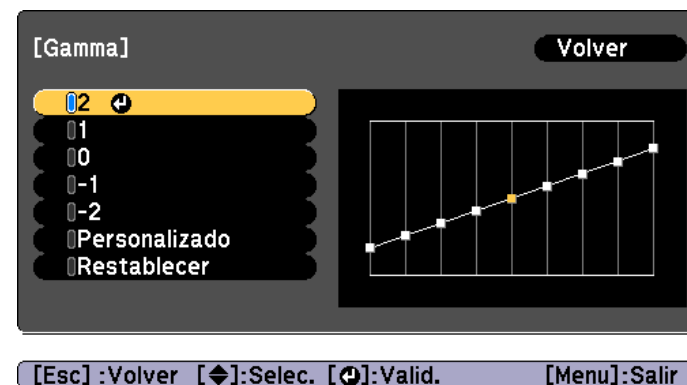 [Gamma]
Volver
2
1
0
-1
-2
Personalizado
Restablecer
[Esc] :Volver [◆]:Selec. [↵]:Valid. [Menu]:Salir